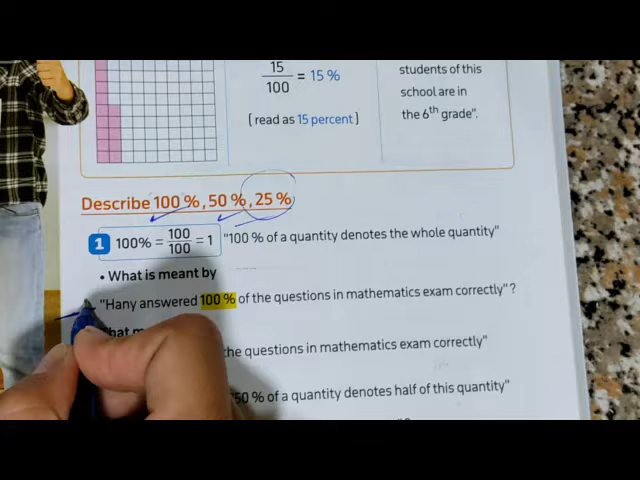 15
100
= 15 %
[ read as 15 percent ]
students of this
school are in
the 6th grade".
Describe 100 % , 50 % , 25 %
1 100% = 100/100 = 1 "100 % of a quantity denotes the whole quantity"
• What is meant by
"Hany answered 100 % of the questions in mathematics exam correctly" ?
the questions in mathematics exam correctly"
50 % of a quantity denotes half of this quantity"